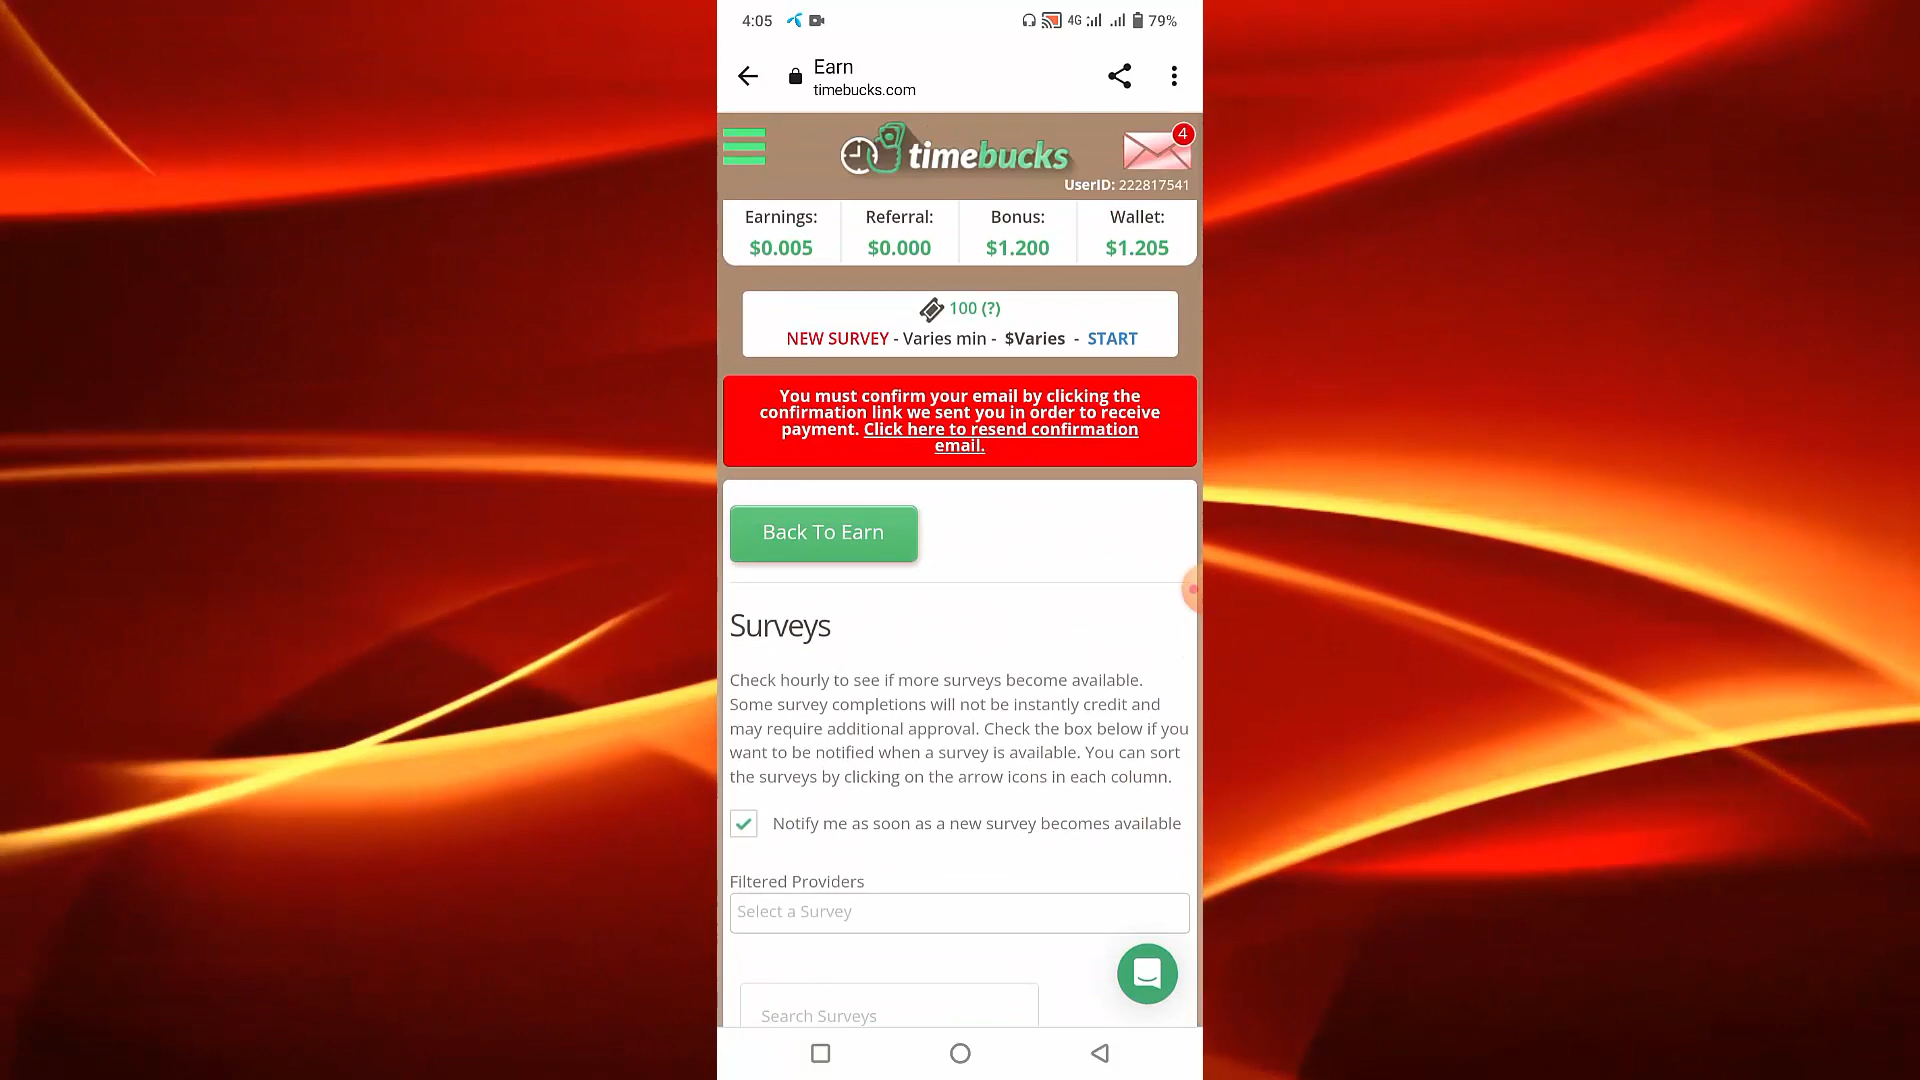 4:05
4G
79%
Earn
timebucks.com
timebucks
4
UserID: 222817541
Earnings: Referral: Bonus: Wallet:
$0.005 $0.000 $1.200 $1.205
100 (?)
NEW SURVEY - Varies min - $Varies - START
You must confirm your email by clicking the
confirmation link we sent you in order to receive
payment. Click here to resend confirmation
email.
Back To Earn
Surveys
Check hourly to see if more surveys become available.
Some survey completions will not be instantly credit and
may require additional approval. Check the box below if you
want to be notified when a survey is available. You can sort
the surveys by clicking on the arrow icons in each column.
Notify me as soon as a new survey becomes available
Filtered Providers
Select a Survey
Search Surveys